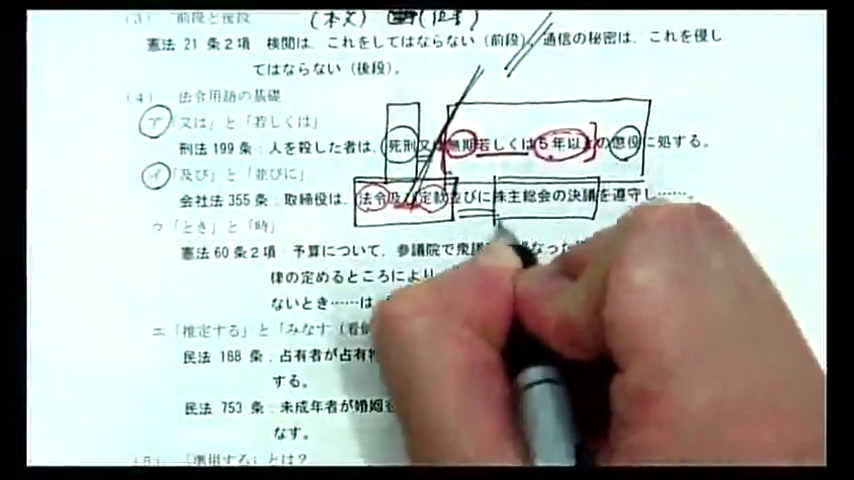 (3) 前段と後段 (本文) (但書)
憲法 21 条2項 検閲は、これをしてはならない（前段）。通信の秘密は、これを侵し
てはならない（後段）。
(4) 法令用語の基礎
ア「又は」と「若しくは」
刑法 199 条：人を殺した者は、死刑又は無期若しくは5年以上の懲役に処する。
イ「及び」と「並びに」
会社法 355 条：取締役は、法令及び定款並びに株主総会の決議を遵守し……。
ウ「とき」と「時」
憲法 60 条2項：予算について、参議院で衆議
律の定めるところにより
ないとき……は
エ「推定する」と「みなす
民法 188 条：占有者が占有
する。
民法 753 条：未成年者が婚姻
なす。
「準用する」とは？